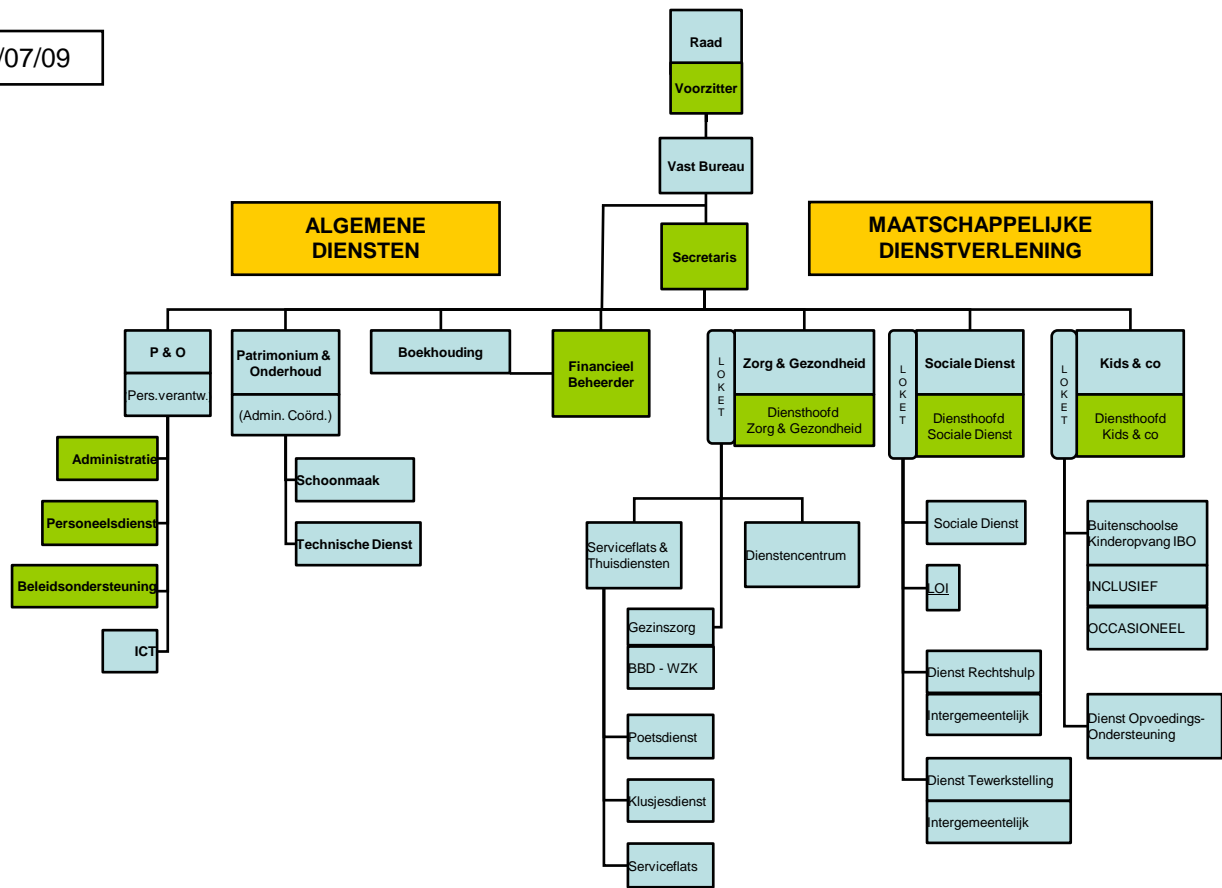 /07/09
Raad
Voorzitter
Vast Bureau
ALGEMENE
DIENSTEN
MAATSCHAPPELIJKE
DIENSTVERLENING
Secretaris
P & O
Pers.verantw.
Patrimonium &
Onderhoud
(Admin. Coörd.)
Boekhouding
Financieel
Beheerder
LOKET
Zorg & Gezondheid
Diensthoofd
Zorg & Gezondheid
LOKET
Sociale Dienst
Diensthoofd
Sociale Dienst
LOKET
Kids & co
Diensthoofd
Kids & co
Administratie
Personeelsdienst
Beleidsondersteuning
ICT
Schoonmaak
Technische Dienst
Serviceflats &
Thuisdiensten
Dienstencentrum
Gezinszorg
BBD - WZK
Poetsdienst
Klusjesdienst
Serviceflats
Sociale Dienst
LOI
Dienst Rechtshulp
Intergemeentelijk
Dienst Tewerkstelling
Intergemeentelijk
Buitenschoolse
Kinderopvang IBO
INCLUSIEF
OCCASIONEEL
Dienst Opvoedings-
Ondersteuning